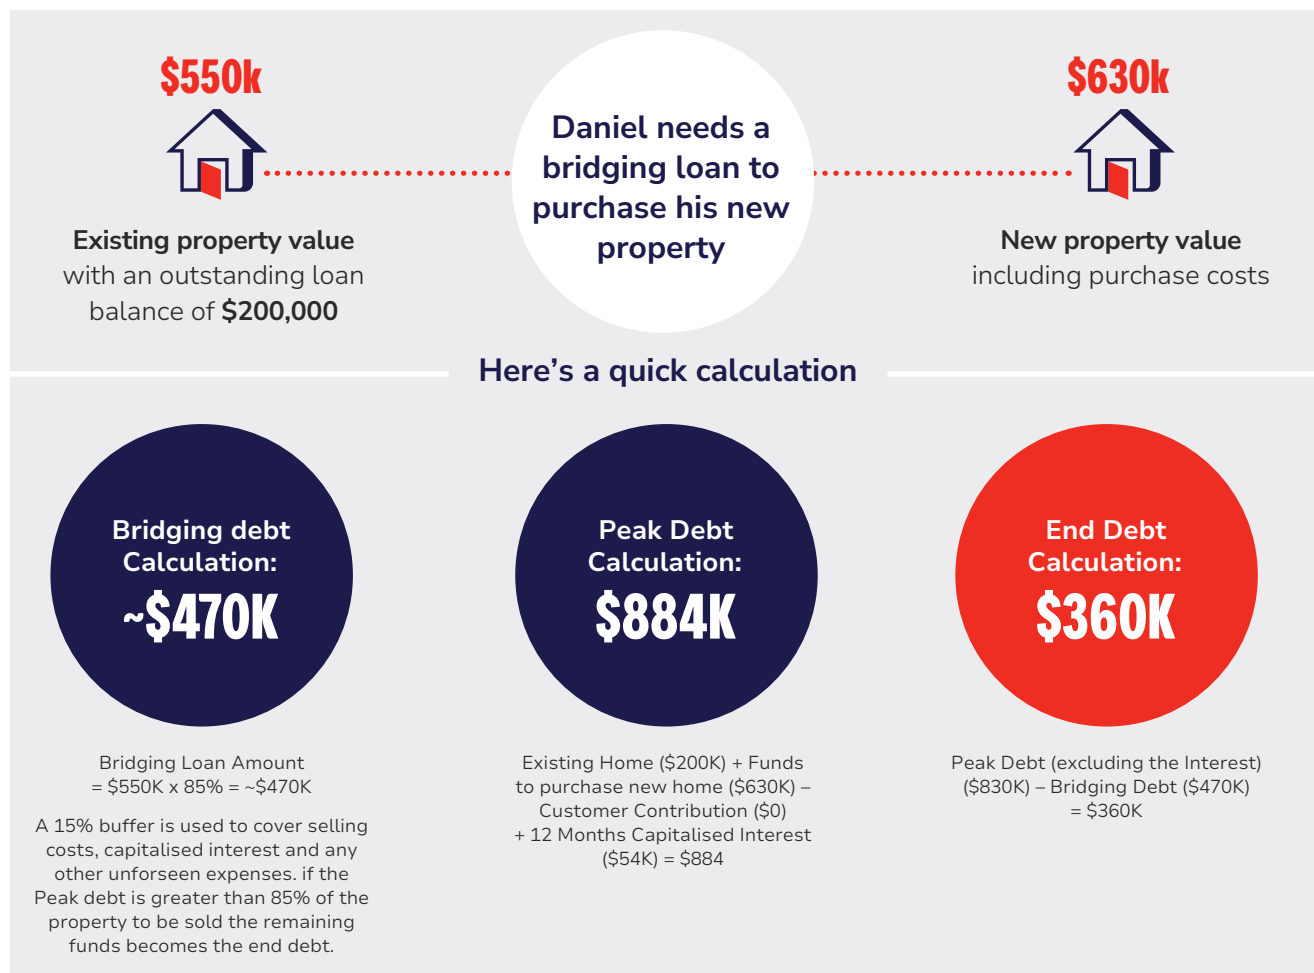 $550k
Existing property value
with an outstanding loan
balance of $200,000
Daniel needs a
bridging loan to
purchase his new
property
$630k
New property value
including purchase costs
Here’s a quick calculation
Bridging debt
Calculation:
~$470K
Bridging Loan Amount
= $550K x 85% = ~$470K
A 15% buffer is used to cover selling
costs, capitalised interest and any
other unforseen expenses. if the
Peak debt is greater than 85% of the
property to be sold the remaining
funds becomes the end debt.
Peak Debt
Calculation:
$884K
Existing Home ($200K) + Funds
to purchase new home ($630K) –
Customer Contribution ($0)
+ 12 Months Capitalised Interest
($54K) = $884
End Debt
Calculation:
$360K
Peak Debt (excluding the Interest)
($830K) – Bridging Debt ($470K)
= $360K